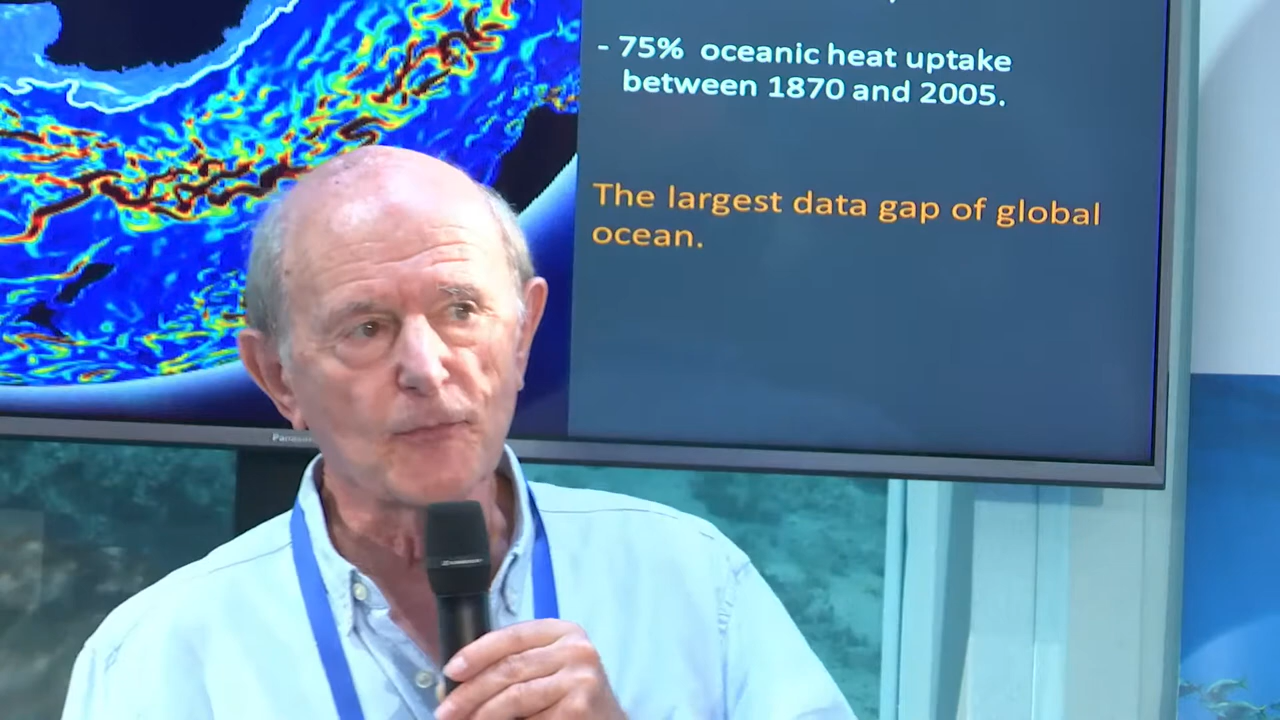 - 75% oceanic heat uptake
between 1870 and 2005.
The largest data gap of global
ocean.